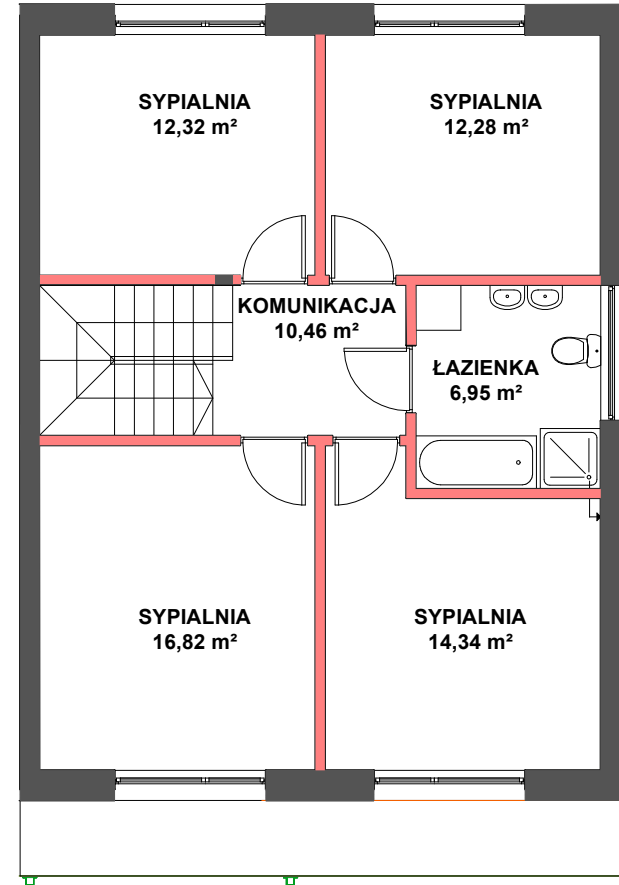 SYPIALNIA
12,32 m²
SYPIALNIA
12,28 m²
KOMUNIKACJA
10,46 m²
ŁAZIENKA
6,95 m²
SYPIALNIA
16,82 m²
SYPIALNIA
14,34 m²